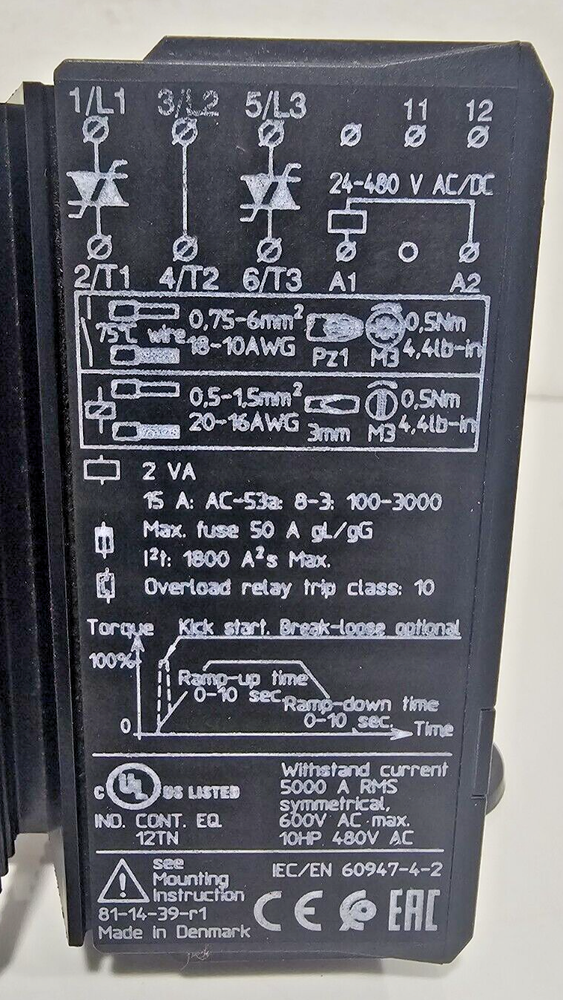 1/L1 3/L2 5/L3 11 12
24-480 V AC/DC
2/T1 4/T2 6/T3 A1 A2
75°C wire 0,75-6mm² 18-10AWG Pz1 M3 0,5Nm 4,4lb-in
0,5-1,5mm² 20-16AWG 3mm M3 0,5Nm 4,4lb-in
2 VA
15 A: AC-53a: 8-3: 100-3000
Max. fuse 50 A gL/gG
I²t: 1800 A²s Max.
Overload relay trip class: 10
Torque Kick start. Break-loose optional
100%
Ramp-up time
0-10 sec.
Ramp-down time
0-10 sec.
0 Time
C UL US LISTED
IND. CONT. EQ.
12TN
Withstand current
5000 A RMS
symmetrical,
600V AC max.
10HP 480V AC
see
Mounting
Instruction
IEC/EN 60947-4-2
81-14-39-r1
Made in Denmark
CE EAC